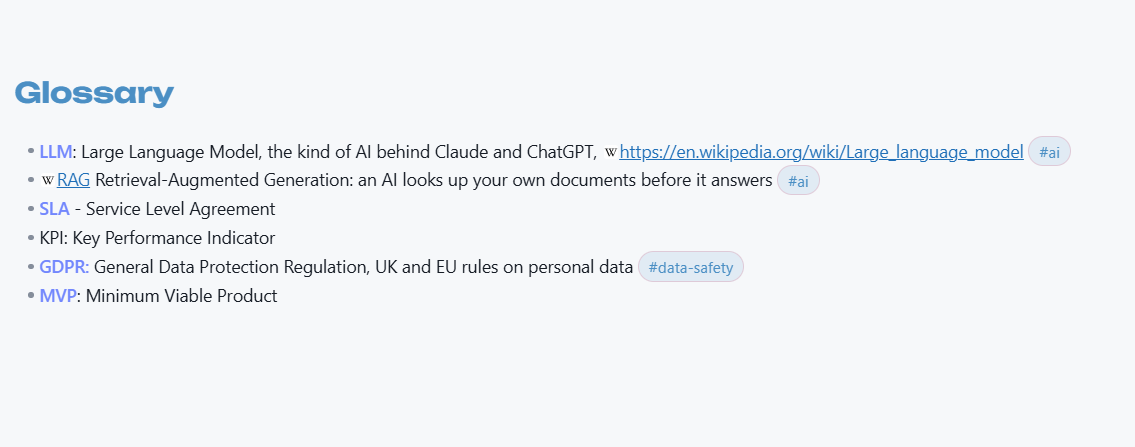 Glossary
• LLM: Large Language Model, the kind of AI behind Claude and ChatGPT, W https://en.wikipedia.org/wiki/Large_language_model #ai
• W RAG Retrieval-Augmented Generation: an AI looks up your own documents before it answers #ai
• SLA - Service Level Agreement
• KPI: Key Performance Indicator
• GDPR: General Data Protection Regulation, UK and EU rules on personal data #data-safety
• MVP: Minimum Viable Product